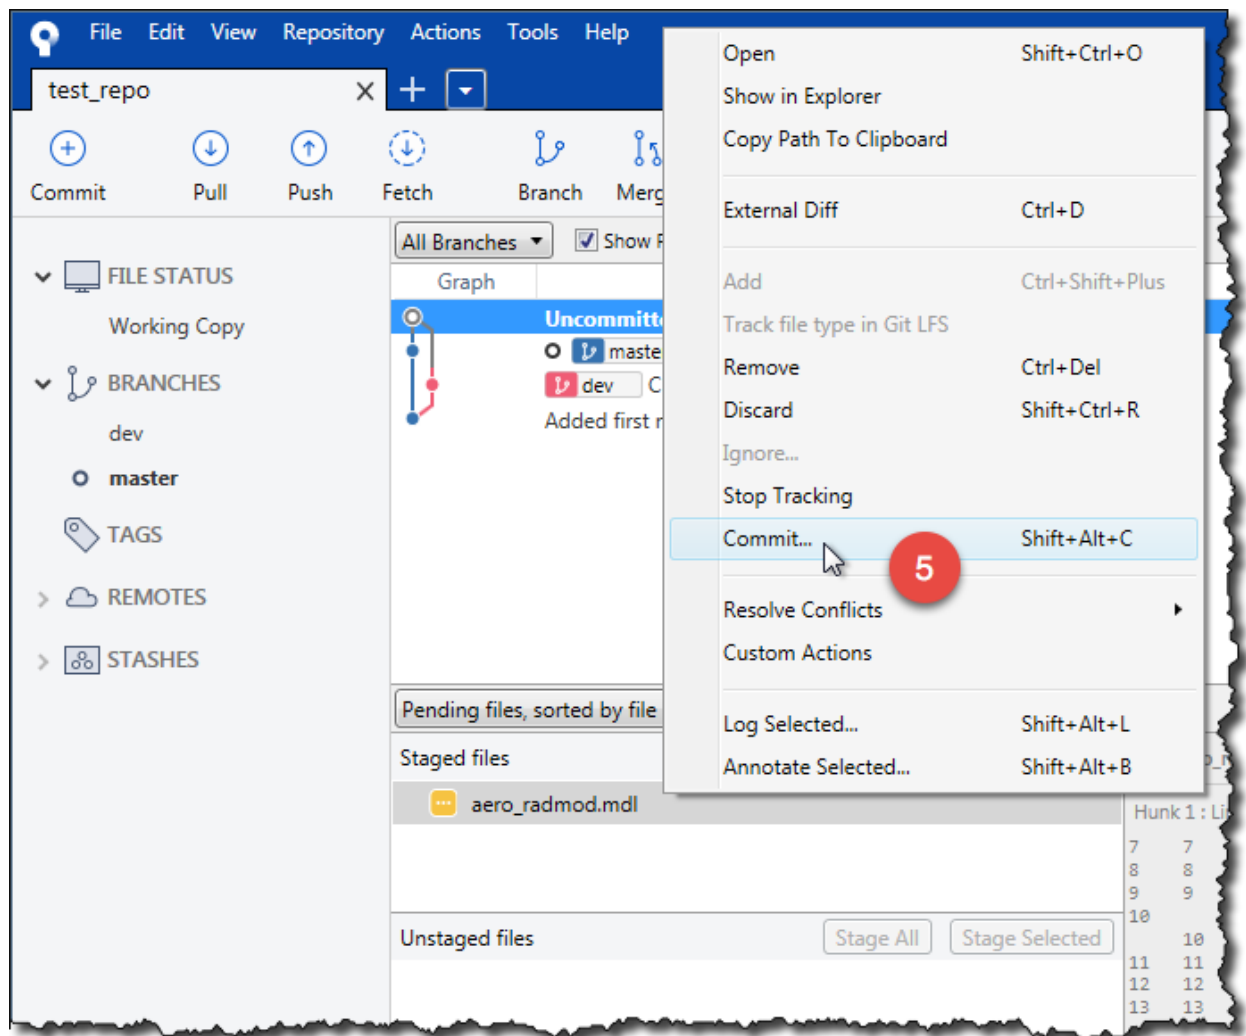 File Edit View Repository Actions Tools Help
test_repo
Commit Pull Push Fetch Branch
FILE STATUS
Working Copy
BRANCHES
dev
master
TAGS
REMOTES
STASHES
All Branches Show
Graph
dev
Added first
Pending files, sorted by file
Staged files
aero_radmod.mdl
Unstaged files Stage All Stage Selected
Open Shift+Ctrl+O
Show in Explorer
Copy Path To Clipboard
External Diff Ctrl+D
Add Ctrl+Shift+Plus
Track file type in Git LFS
Remove Ctrl+Del
Discard Shift+Ctrl+R
Ignore...
Stop Tracking
Commit... Shift+Alt+C
5
Resolve Conflicts
Custom Actions
Log Selected... Shift+Alt+L
Annotate Selected... Shift+Alt+B
Hunk 1 :
7 7
8 8
9 9
10
10
11 11
12 12
13 13